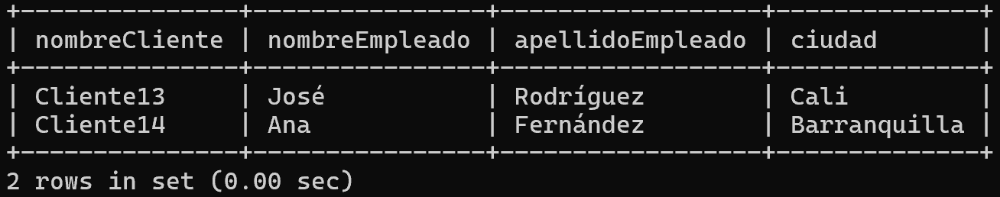 +---------------+----------------+------------------+--------------+
| nombreCliente | nombreEmpleado | apellidoEmpleado | ciudad       |
+---------------+----------------+------------------+--------------+
| Cliente13     | José           | Rodríguez        | Cali         |
| Cliente14     | Ana            | Fernández        | Barranquilla |
+---------------+----------------+------------------+--------------+
2 rows in set (0.00 sec)